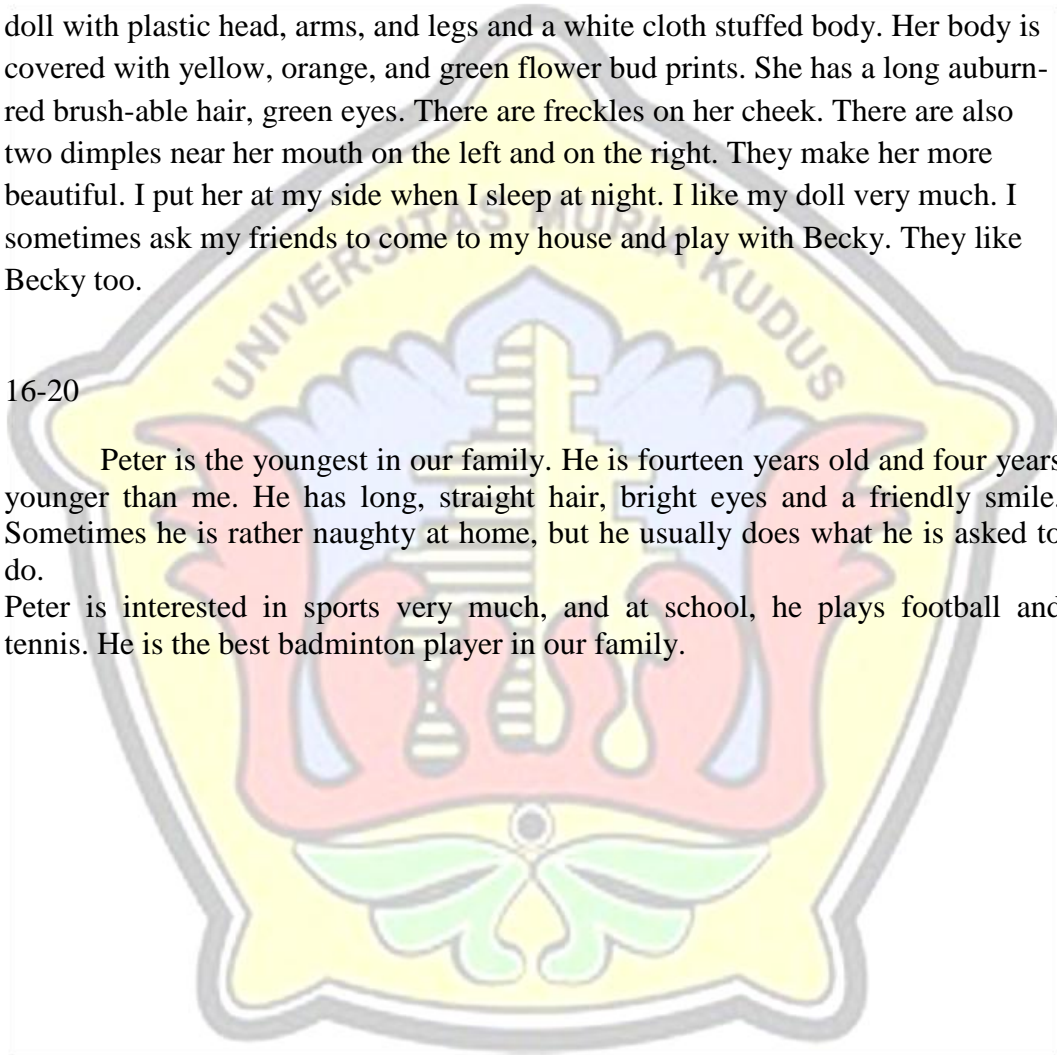 doll with plastic head, arms, and legs and a white cloth stuffed body. Her body is
covered with yellow, orange, and green flower bud prints. She has a long auburn-
red brush-able hair, green eyes. There are freckles on her cheek. There are also
two dimples near her mouth on the left and on the right. They make her more
beautiful. I put her at my side when I sleep at night. I like my doll very much. I
sometimes ask my friends to come to my house and play with Becky. They like
Becky too.
UNIVERSITAS MURIA KUDUS
16-20
Peter is the youngest in our family. He is fourteen years old and four years
younger than me. He has long, straight hair, bright eyes and a friendly smile.
Sometimes he is rather naughty at home, but he usually does what he is asked to
do.
Peter is interested in sports very much, and at school, he plays football and
tennis. He is the best badminton player in our family.